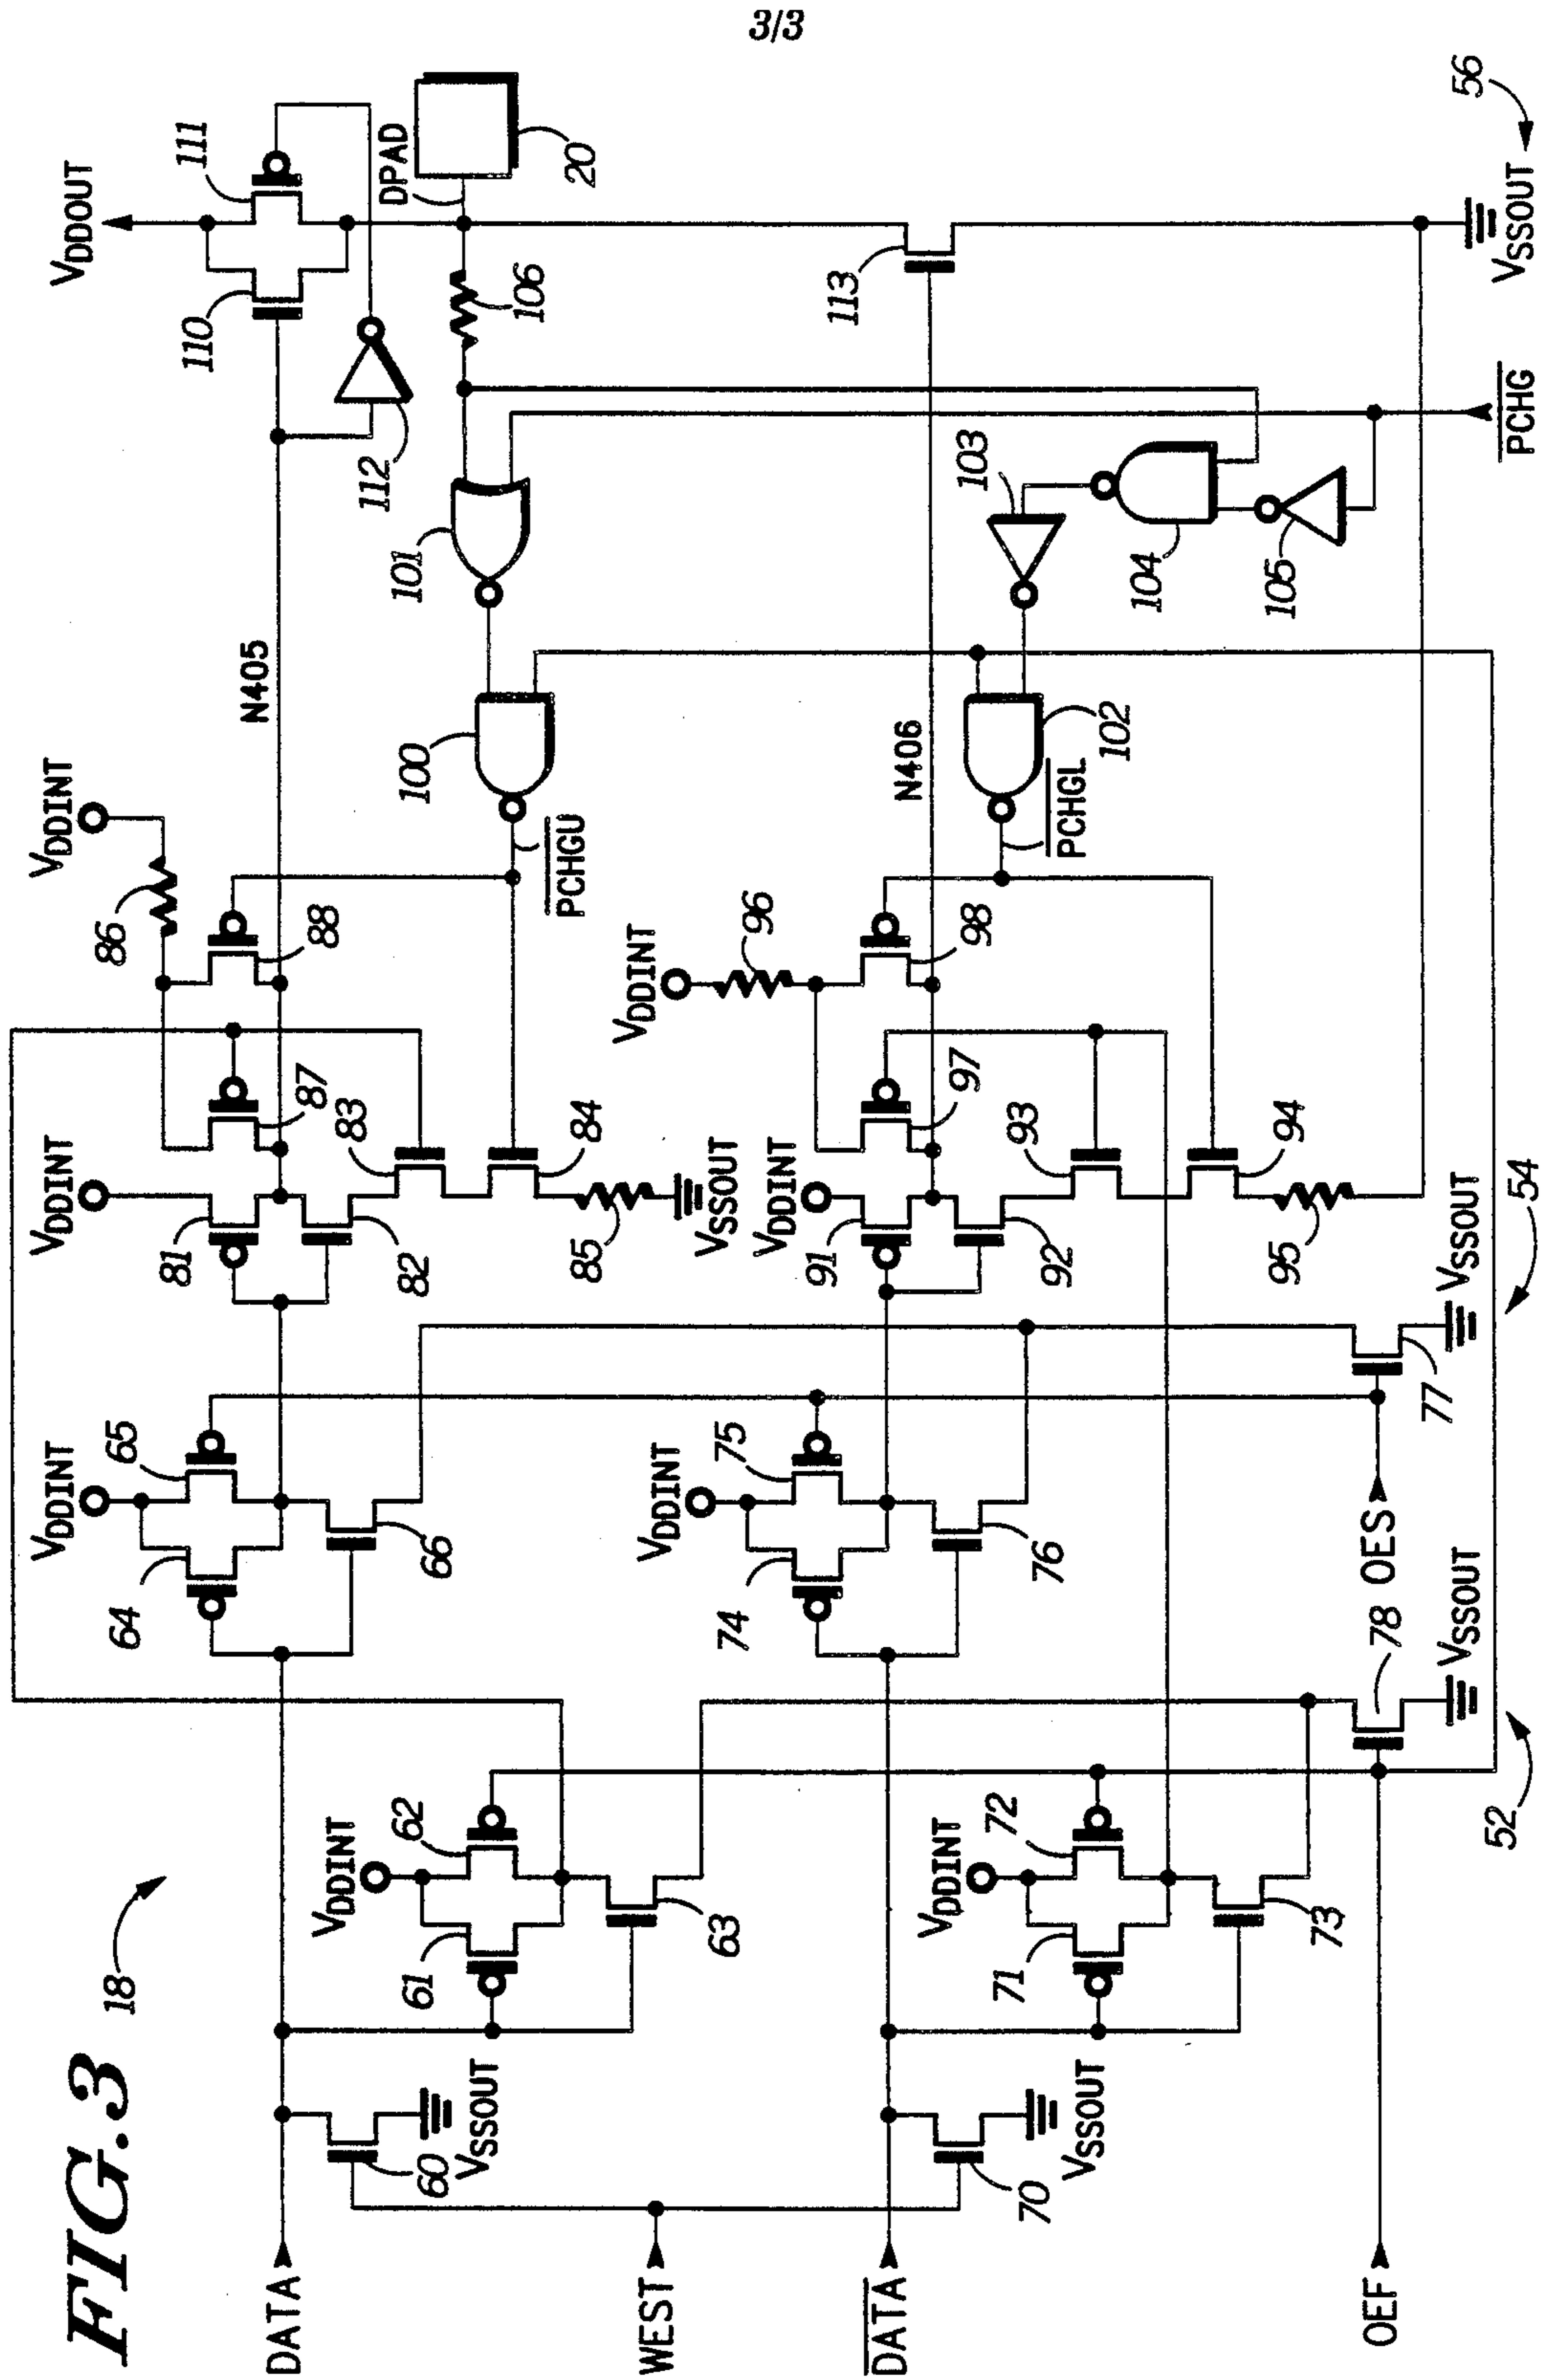 3/3
FIG.3
18
DATA
WEST
DATA
OEF
60
VSSOUT
70
VSSOUT
61
62
VDDINT
63
71
72
VDDINT
73
52
78
VSSOUT
64
65
VDDINT
66
74
75
VDDINT
76
OES
77
VSSOUT
54
81
VDDINT
82
83
84
85
VSSOUT
86
VDDINT
87
88
91
VDDINT
92
93
94
95
96
VDDINT
97
98
N405
N406
100
PCHGU
101
102
PCHGL
103
104
105
PCHG
106
110
111
112
113
VDDOUT
DPAD
20
VSSOUT
56